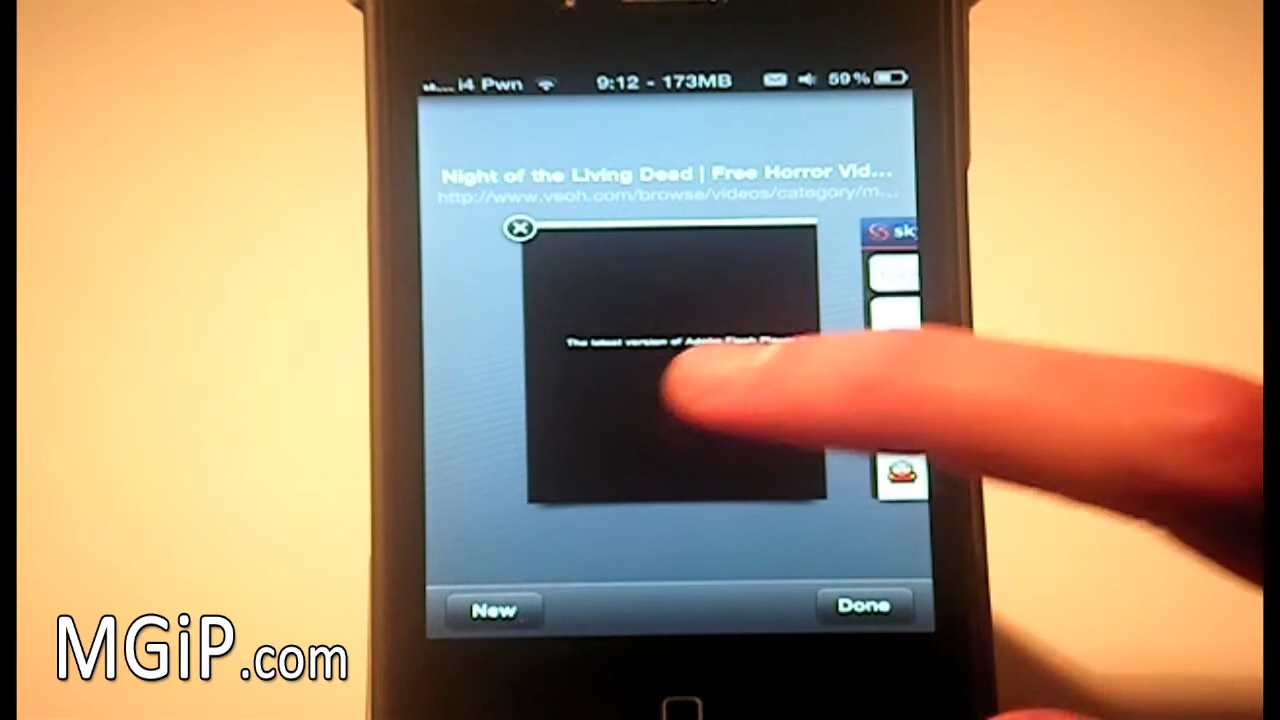 i4 Pwn 9:12 - 173MB 59%
Night of the Living Dead | Free Horror Vid...
http://www.veoh.com/browse/videos/category/m...
sky
The latest version of Adobe Flash Player
New Done
MGiP.com